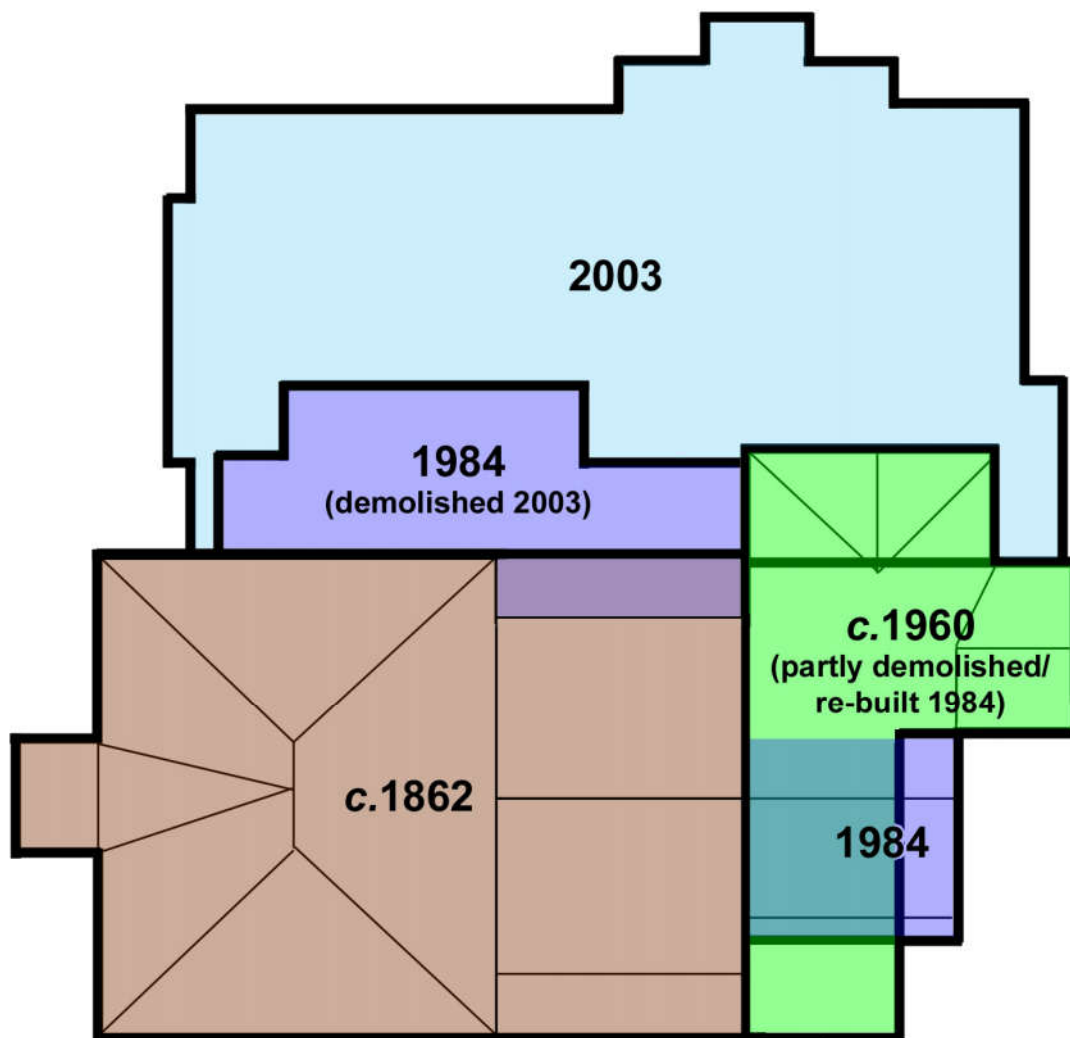 2003
1984
(demolished 2003)
c.1960
(partly demolished/
re-built 1984)
c.1862
1984